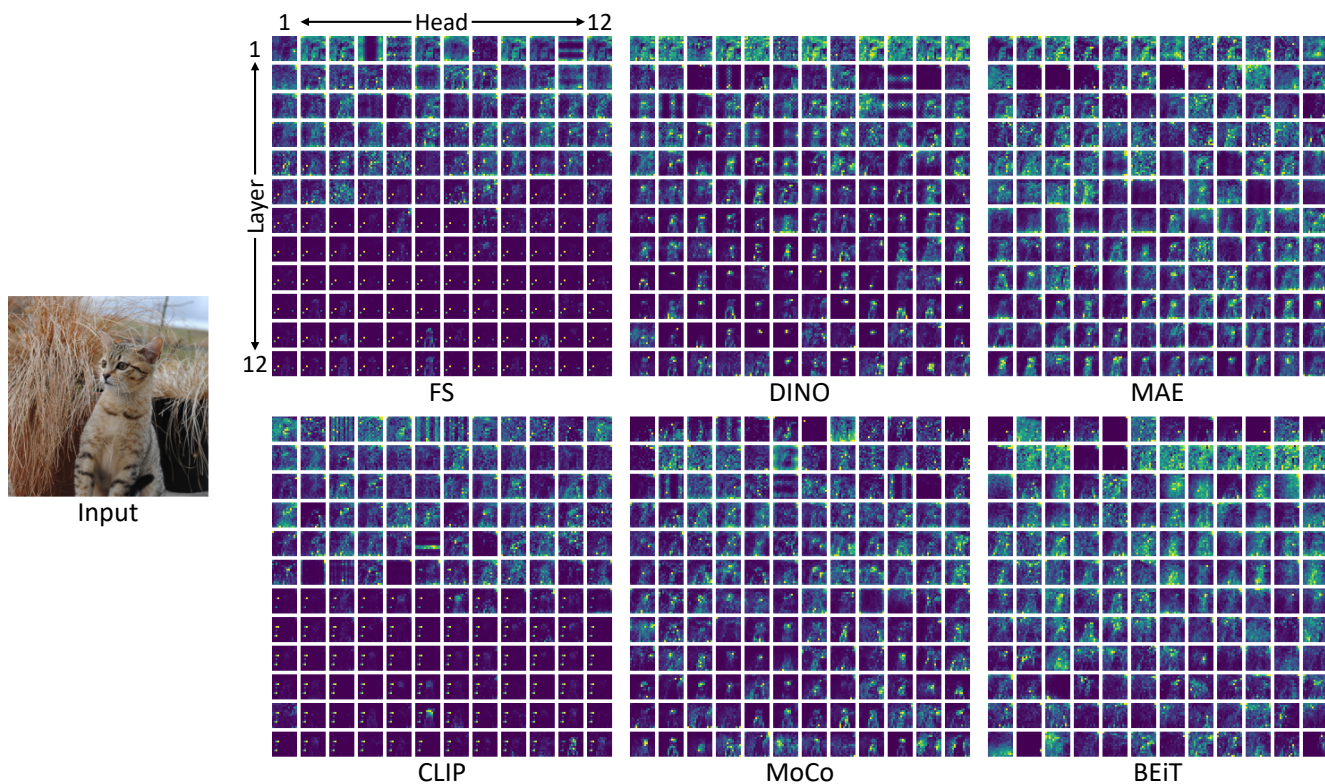 1 Head 12
1
Layer
12
FS DINO MAE
Input
CLIP MoCo BEiT